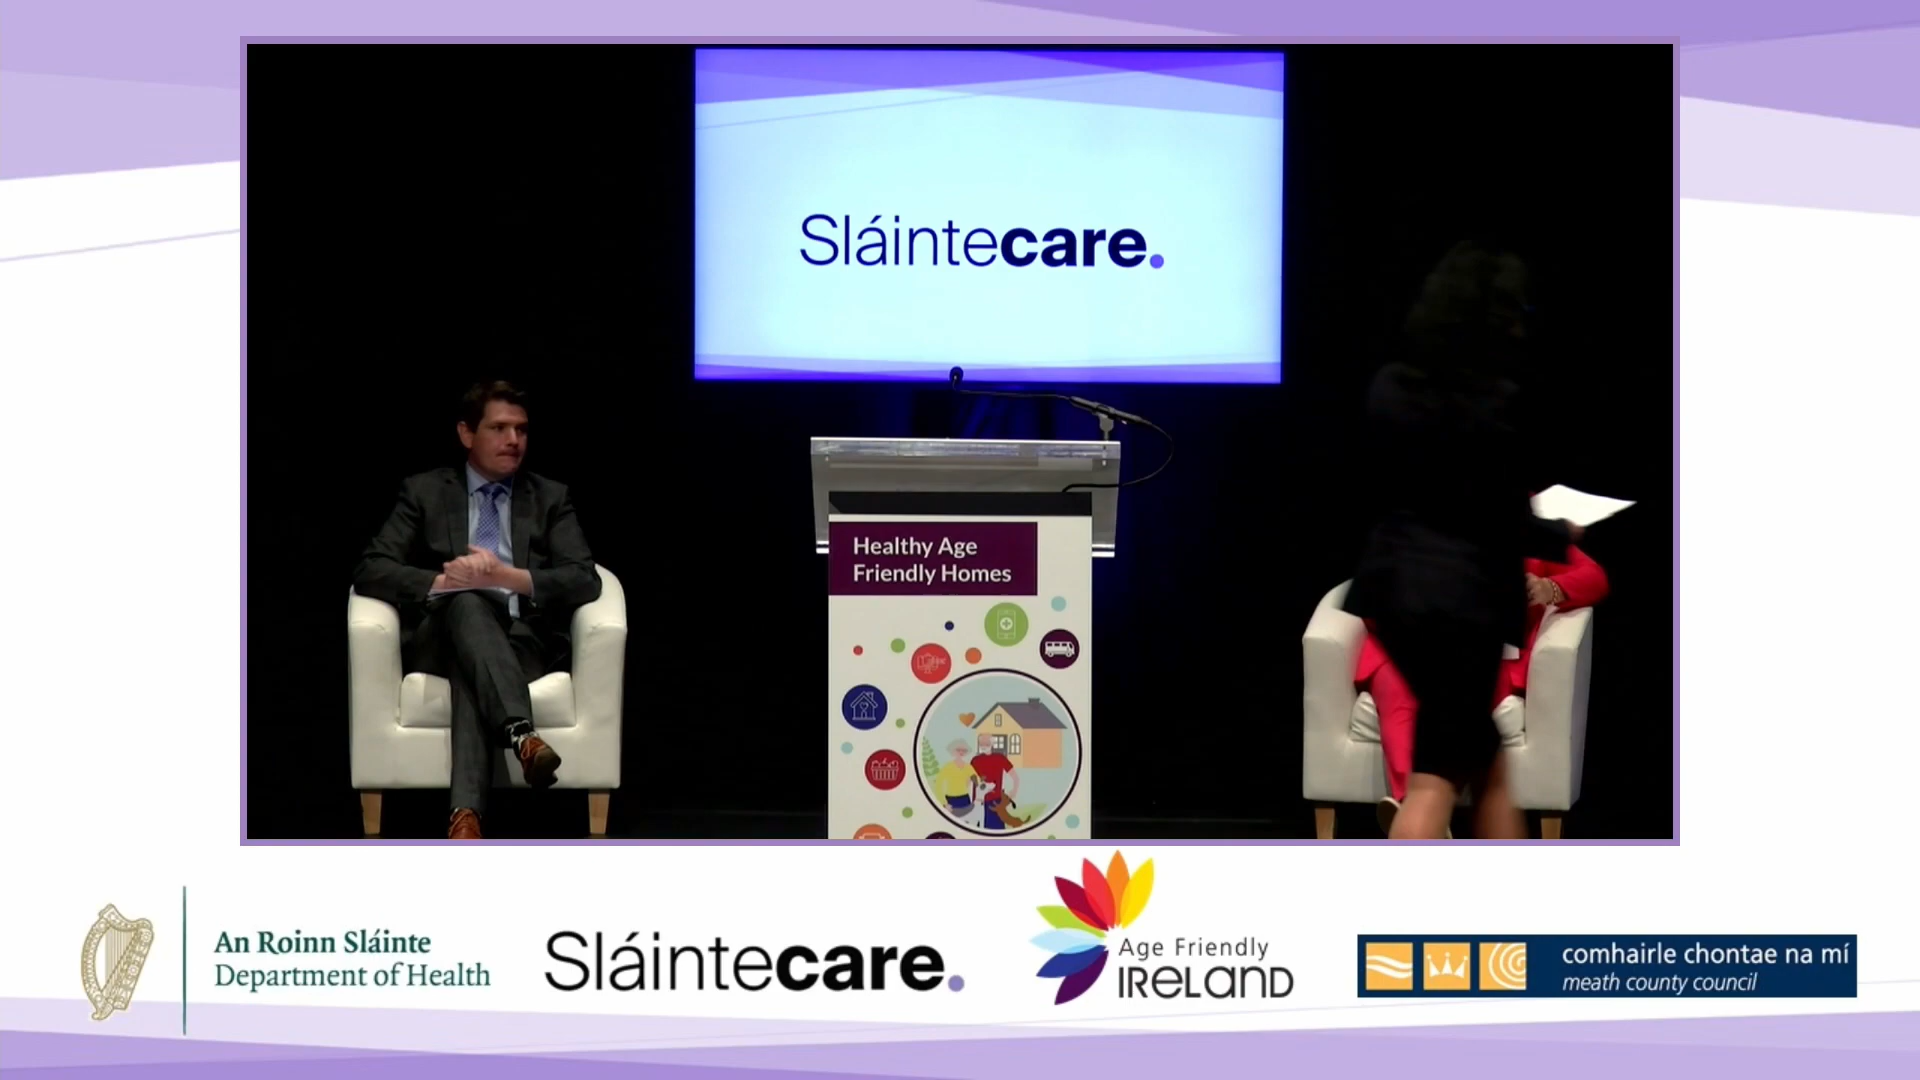 Sláintecare.
Healthy Age
Friendly Homes
An Roinn Sláinte
Department of Health
Sláintecare.
Age Friendly
IRELAND
comhairle chontae na mí
meath county council